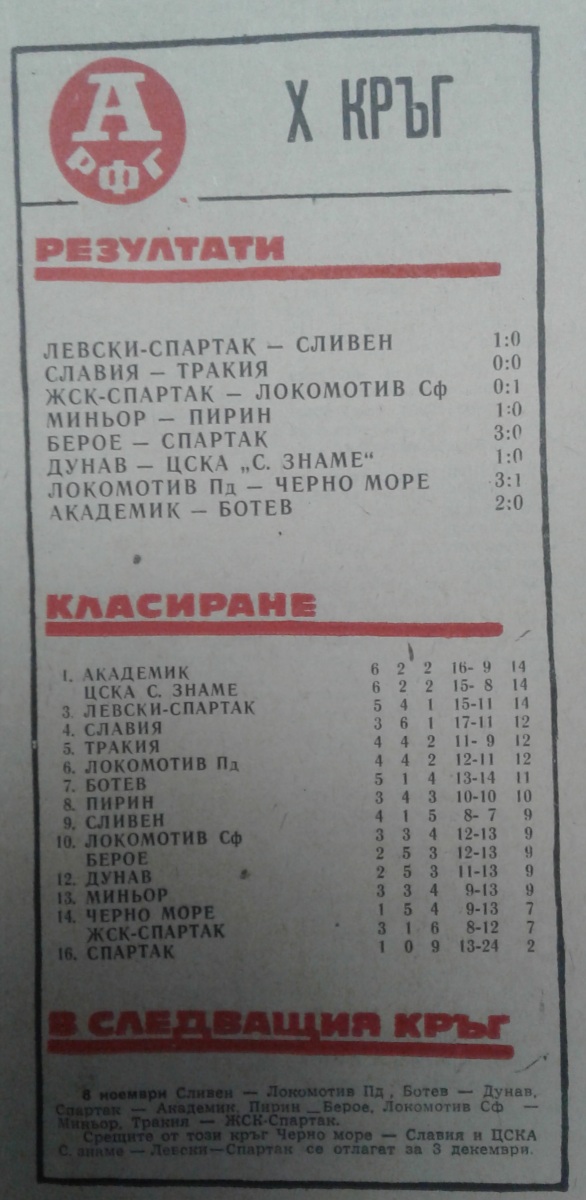 А
РФГ
X КРЪГ
РЕЗУЛТАТИ
ЛЕВСКИ-СПАРТАК — СЛИВЕН 1:0
СЛАВИЯ — ТРАКИЯ 0:0
ЖСК-СПАРТАК — ЛОКОМОТИВ Сф 0:1
МИНЬОР — ПИРИН 1:0
БЕРОЕ — СПАРТАК 3:0
ДУНАВ — ЦСКА „С. ЗНАМЕ“ 1:0
ЛОКОМОТИВ Пд — ЧЕРНО МОРЕ 3:1
АКАДЕМИК — БОТЕВ 2:0
КЛАСИРАНЕ
1. АКАДЕМИК 6 2 2 16- 9 14
ЦСКА С. ЗНАМЕ 6 2 2 15- 8 14
3. ЛЕВСКИ-СПАРТАК 5 4 1 15-11 14
4. СЛАВИЯ 3 6 1 17-11 12
5. ТРАКИЯ 4 4 2 11- 9 12
6. ЛОКОМОТИВ Пд 4 4 2 12-11 12
7. БОТЕВ 5 1 4 13-14 11
8. ПИРИН 3 4 3 10-10 10
9. СЛИВЕН 4 1 5 8- 7 9
10. ЛОКОМОТИВ Сф 3 3 4 12-13 9
БЕРОЕ 2 5 3 12-13 9
12. ДУНАВ 2 5 3 11-13 9
13. МИНЬОР 3 3 4 9-13 9
14. ЧЕРНО МОРЕ 1 5 4 9-13 7
ЖСК-СПАРТАК 3 1 6 8-12 7
16. СПАРТАК 1 0 9 13-24 2
В СЛЕДВАЩИЯ КРЪГ
8 ноември Сливен — Локомотив Пд, Ботев — Дунав,
Спартак — Академик, Пирин — Берое, Локомотив Сф —
Миньор, Тракия — ЖСК-Спартак.
Срещите от този кръг Черно море — Славия и ЦСКА
С. знаме — Левски—Спартак се отлагат за 3 декември.